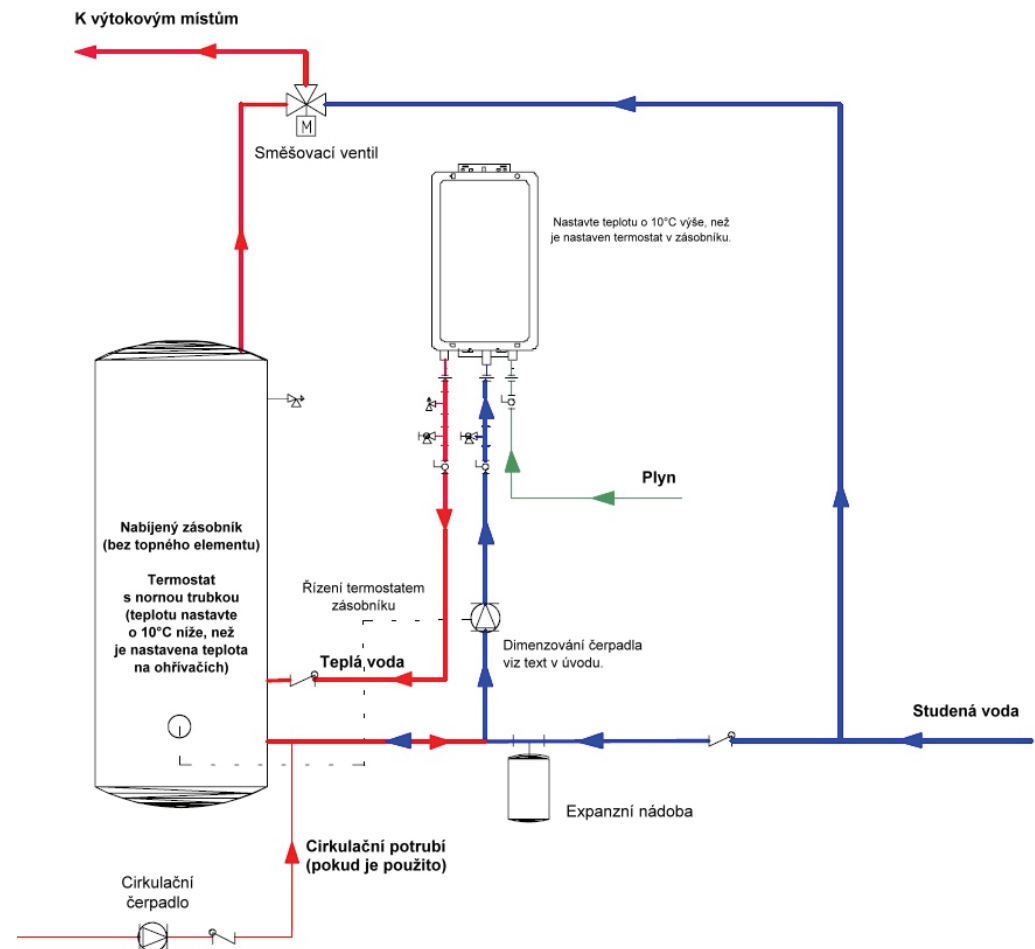 K výtokovým místům
M
Směšovací ventil
Nastavte teplotu o 10°C výše, než
je nastaven termostat v zásobníku.
Plyn
Nabíjený zásobník
(bez topného elementu)
Termostat
s nornou trubkou
(teplotu nastavte
o 10°C níže, než
je nastavena teplota
na ohřívačích)
Řízení termostatem
zásobníku
Dimenzování čerpadla
viz text v úvodu.
Teplá voda
Studená voda
Expanzní nádoba
Cirkulační potrubí
(pokud je použito)
Cirkulační
čerpadlo